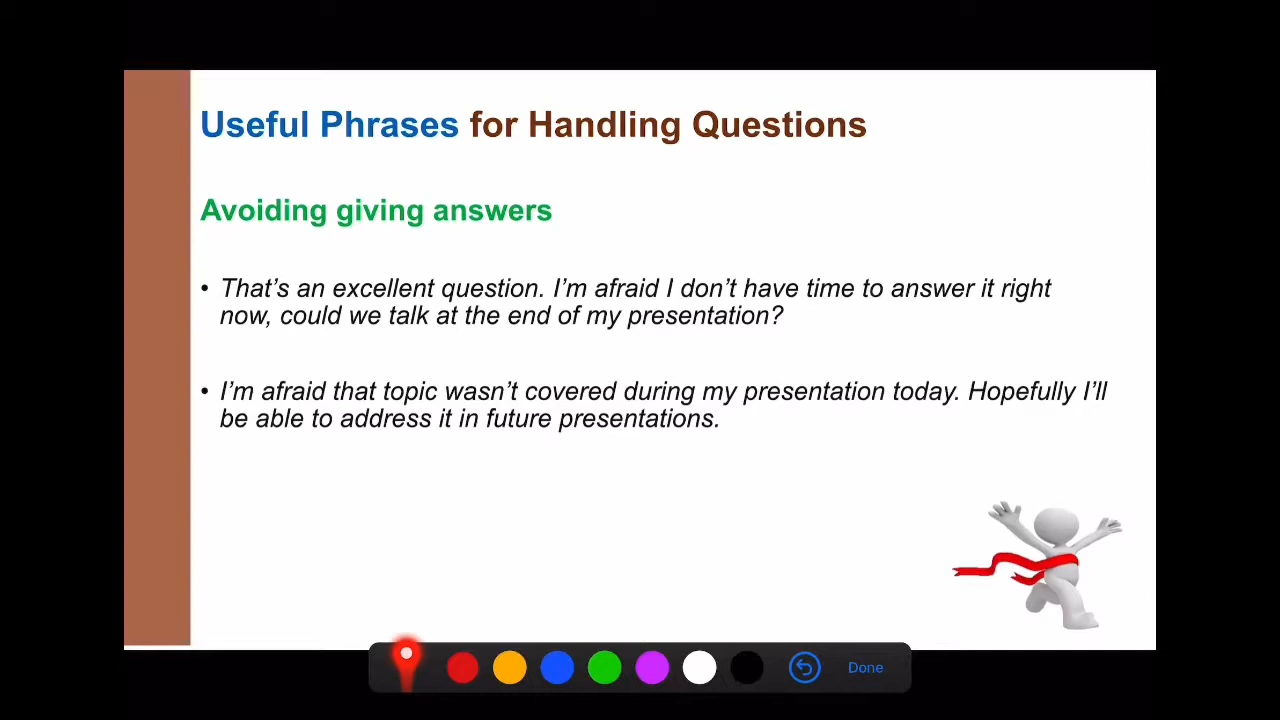 Useful Phrases for Handling Questions
Avoiding giving answers
• That’s an excellent question. I’m afraid I don’t have time to answer it right
now, could we talk at the end of my presentation?
• I’m afraid that topic wasn’t covered during my presentation today. Hopefully I’ll
be able to address it in future presentations.
Done